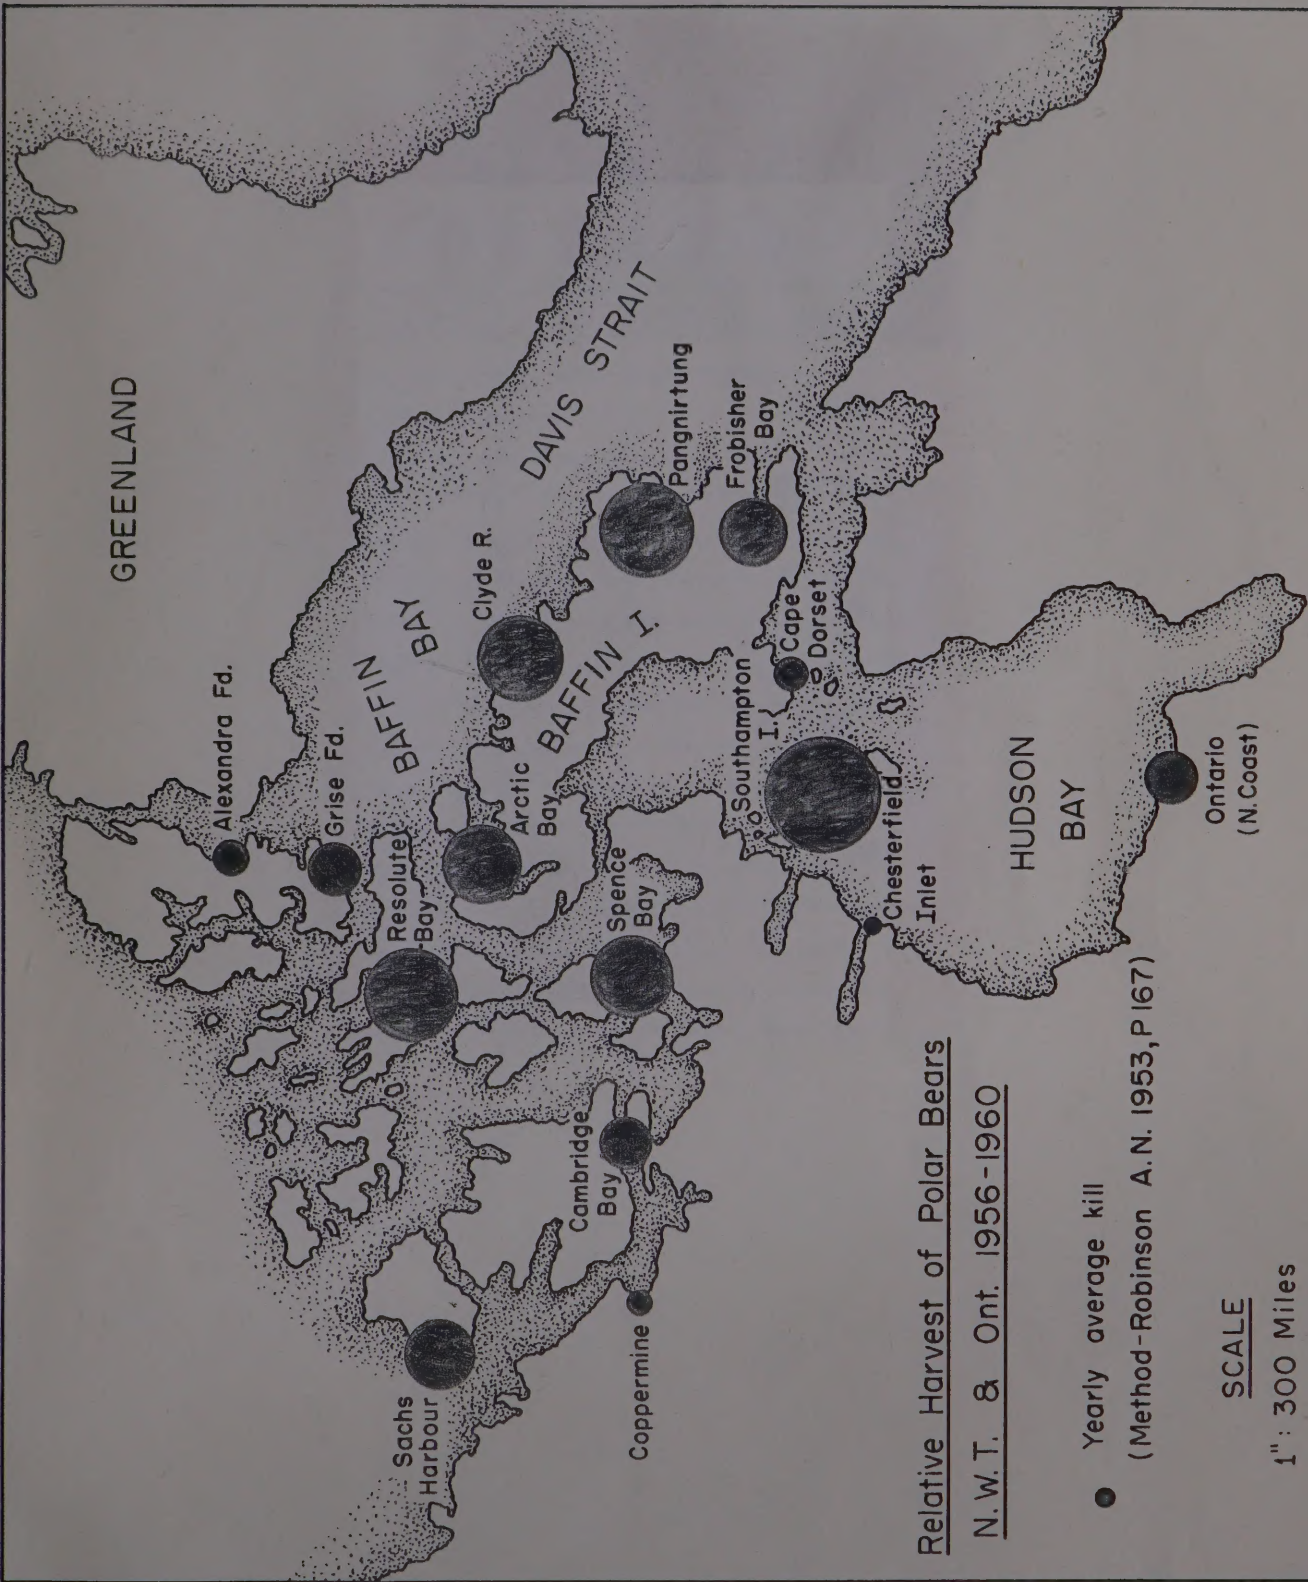 GREENLAND
DAVIS STRAIT
BAFFIN
BAY
Alexandra Fd.
Grise Fd.
Clyde R.
BAFFIN I.
Pangnirtung
Frobisher
Bay
Resolute
Bay
Arctic
Bay
Spence
Bay
Southampton
I.
Cape
Dorset
Chesterfield
Inlet
HUDSON
BAY
Ontario
(N. Coast)
Cambridge
Bay
Sachs
Harbour
Coppermine
Relative Harvest of Polar Bears
N.W.T. & Ont. 1956-1960
Yearly average kill
(Method-Robinson A.N. 1953, P 167)
SCALE
1": 300 Miles